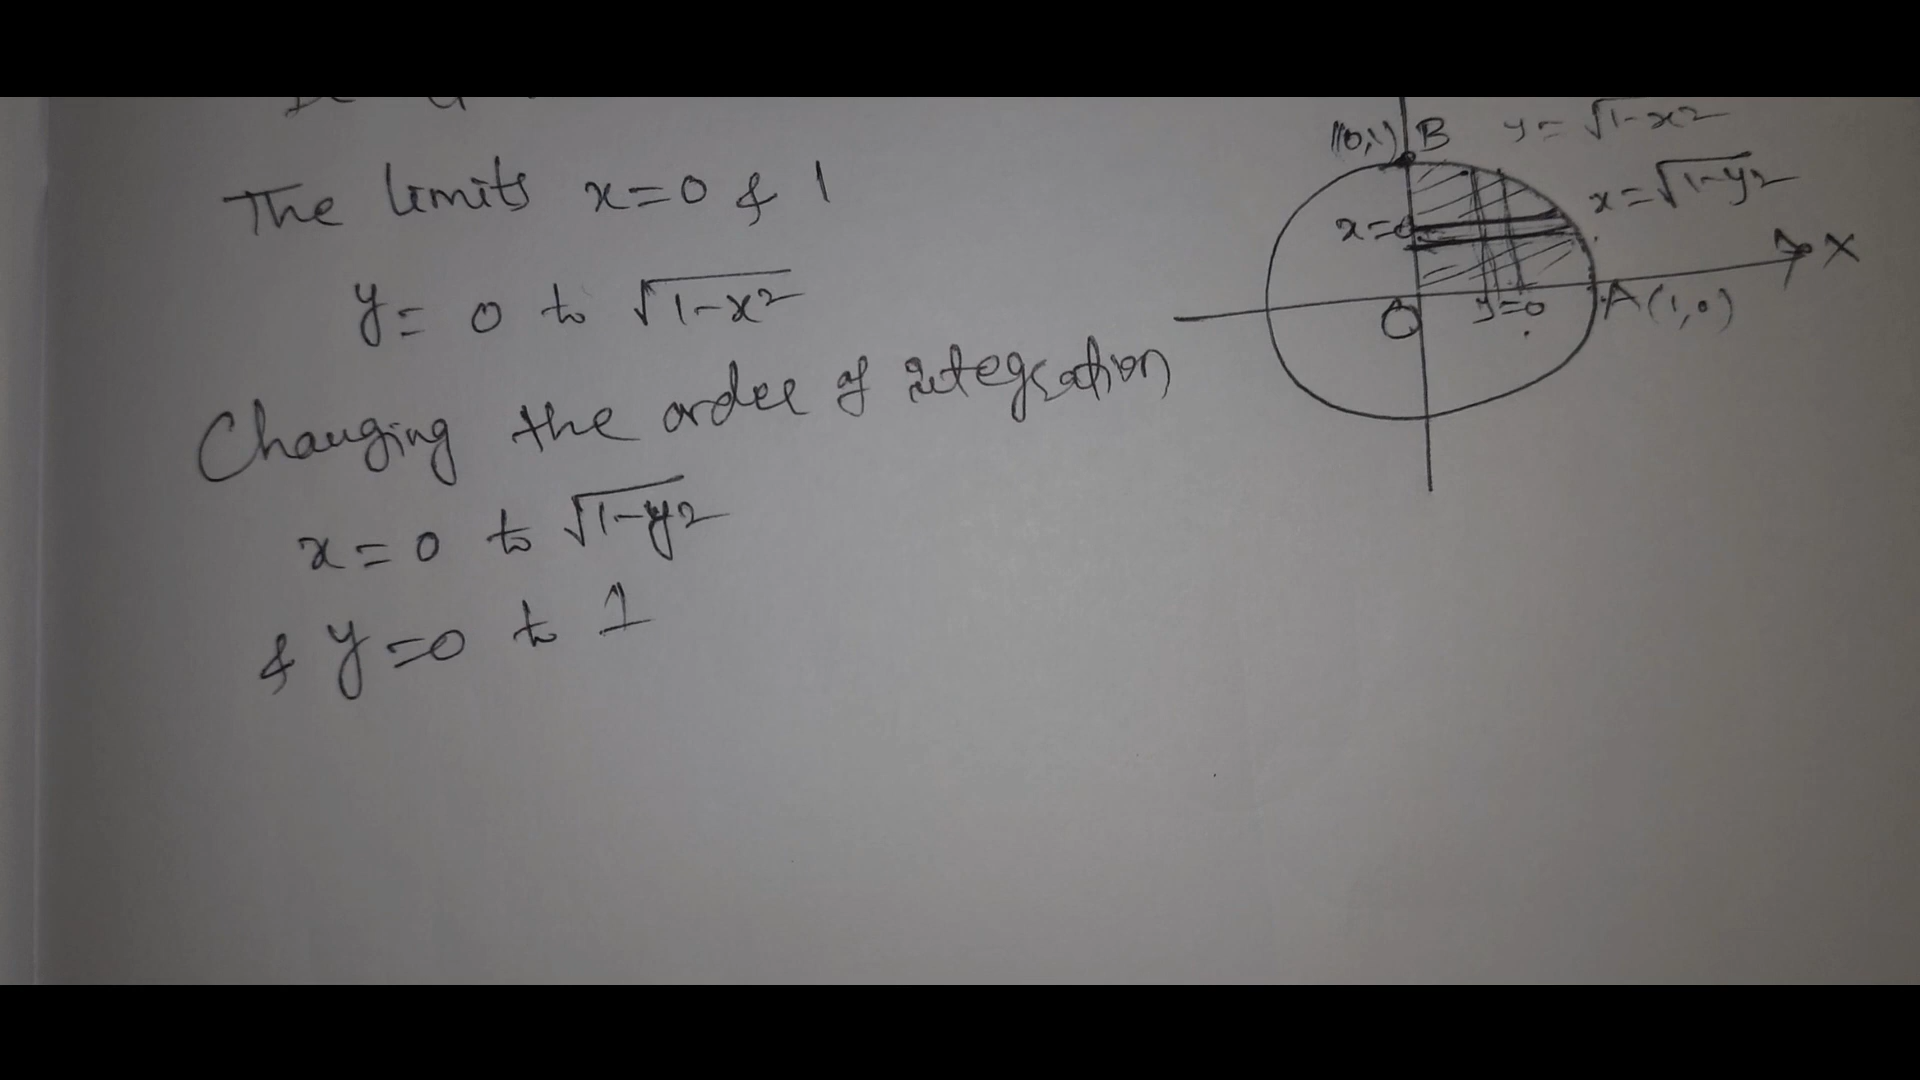 The limits x=0 & 1
y= 0 to √1-x²
Changing the order of integration
x=0 to √1-y²
& y=0 to 1
(0,1) B y= √1-x²
x=√1-y²
x=0
X
O y=0 A(1,0)